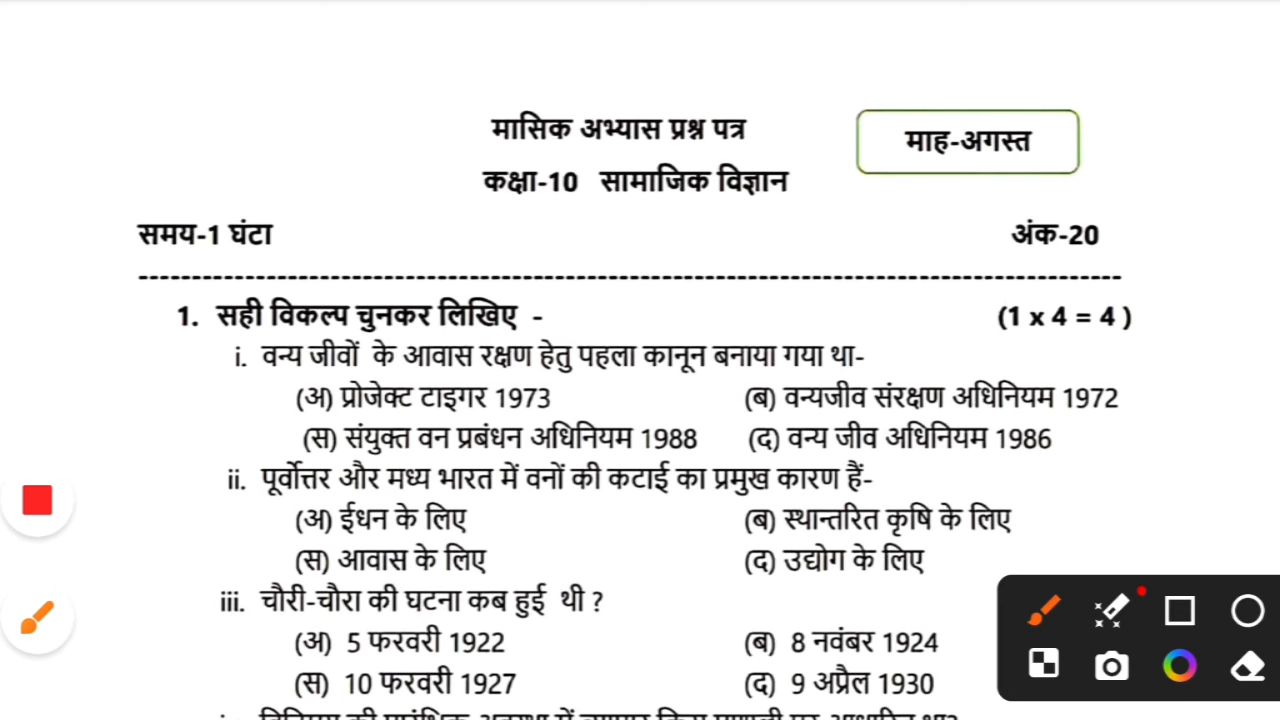 मासिक अभ्यास प्रश्न पत्र
माह-अगस्त
कक्षा-10 सामाजिक विज्ञान
समय-1 घंटा अंक-20
1. सही विकल्प चुनकर लिखिए - (1 x 4 = 4 )
i. वन्य जीवों के आवास रक्षण हेतु पहला कानून बनाया गया था-
(अ) प्रोजेक्ट टाइगर 1973 (ब) वन्यजीव संरक्षण अधिनियम 1972
(स) संयुक्त वन प्रबंधन अधिनियम 1988 (द) वन्य जीव अधिनियम 1986
ii. पूर्वोत्तर और मध्य भारत में वनों की कटाई का प्रमुख कारण हैं-
(अ) ईधन के लिए (ब) स्थान्तरित कृषि के लिए
(स) आवास के लिए (द) उद्योग के लिए
iii. चौरी-चौरा की घटना कब हुई थी ?
(अ) 5 फरवरी 1922 (ब) 8 नवंबर 1924
(स) 10 फरवरी 1927 (द) 9 अप्रैल 1930